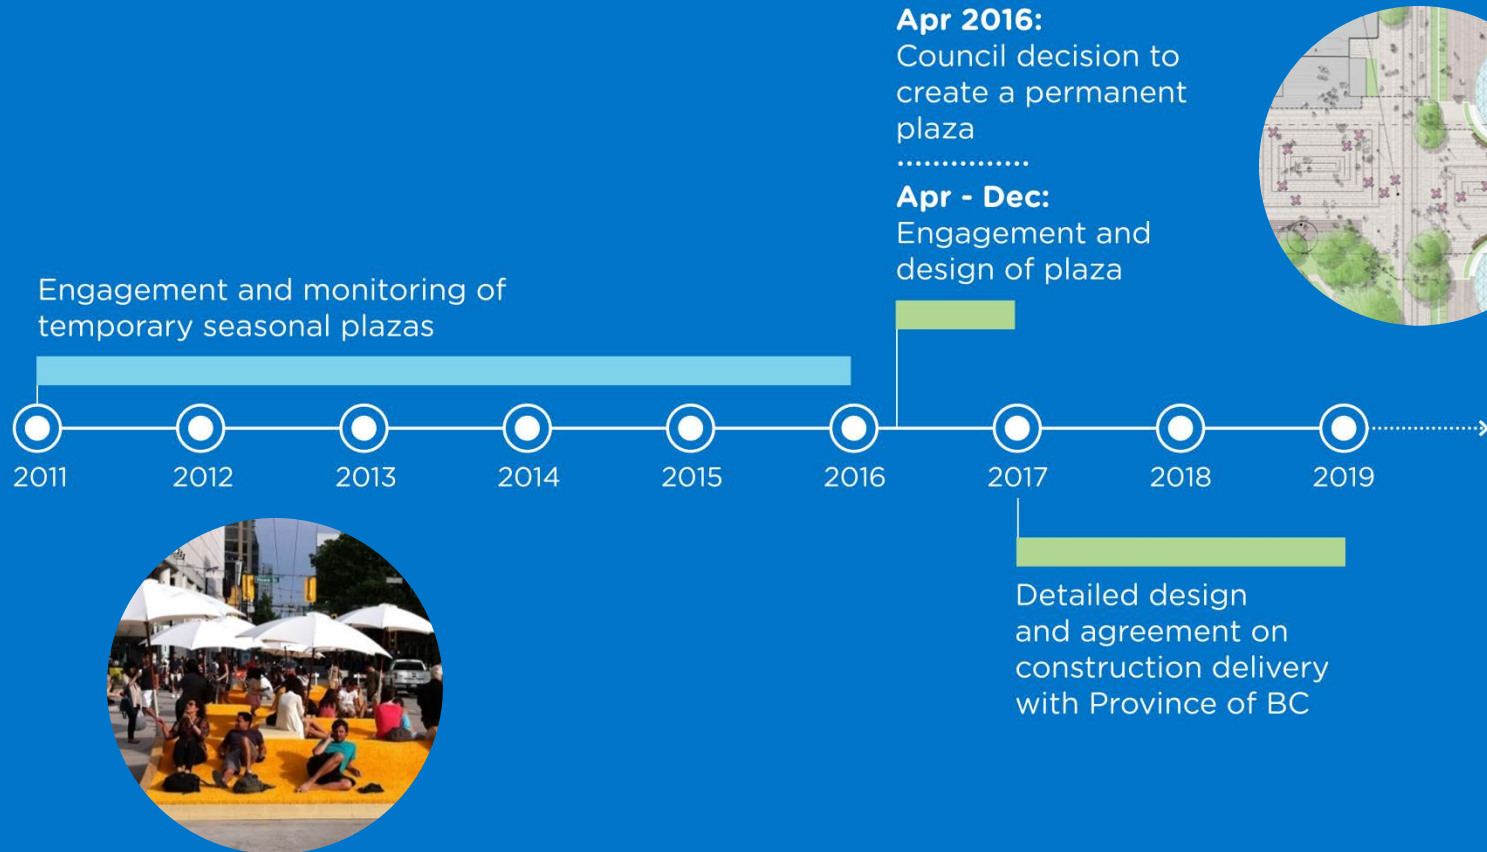 Apr 2016:
Council decision to
create a permanent
plaza
Apr - Dec:
Engagement and
design of plaza
Engagement and monitoring of
temporary seasonal plazas
2011
2012
2013
2014
2015
2016
2017
2018
2019
Detailed design
and agreement on
construction delivery
with Province of BC